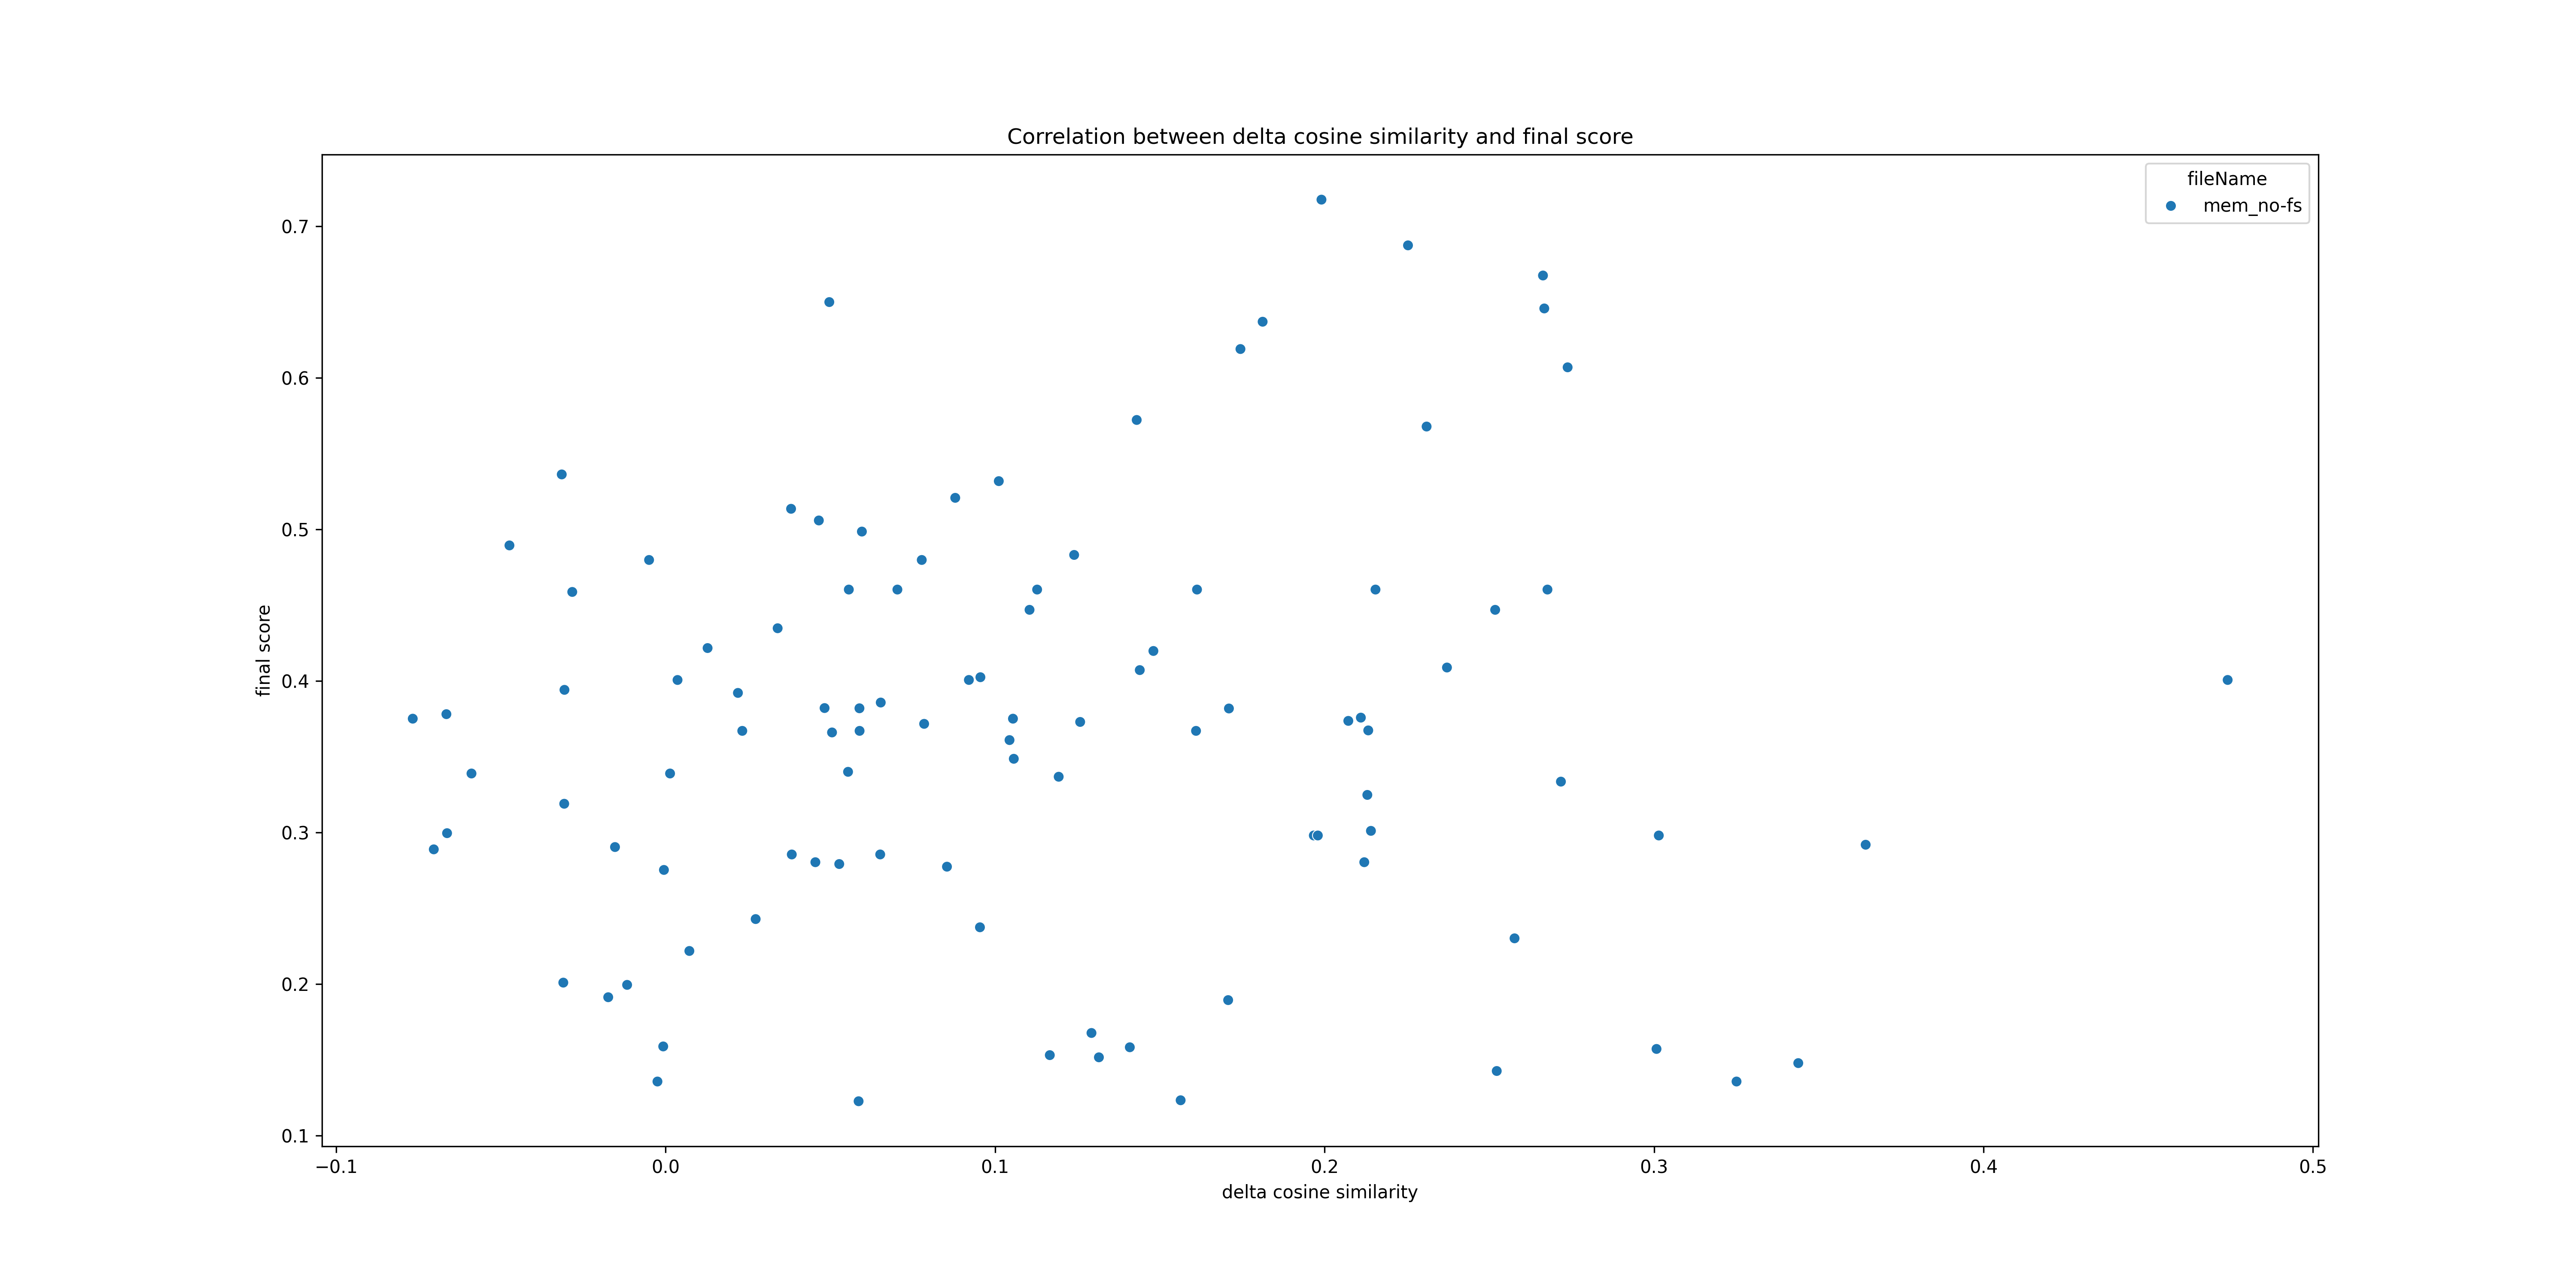 Correlation between delta cosine similarity and final score
fileName
mem_no-fs
0.7
0.6
0.5
0.4
0.3
0.2
0.1
final score
−0.1
0.0
0.1
0.2
0.3
0.4
0.5
delta cosine similarity